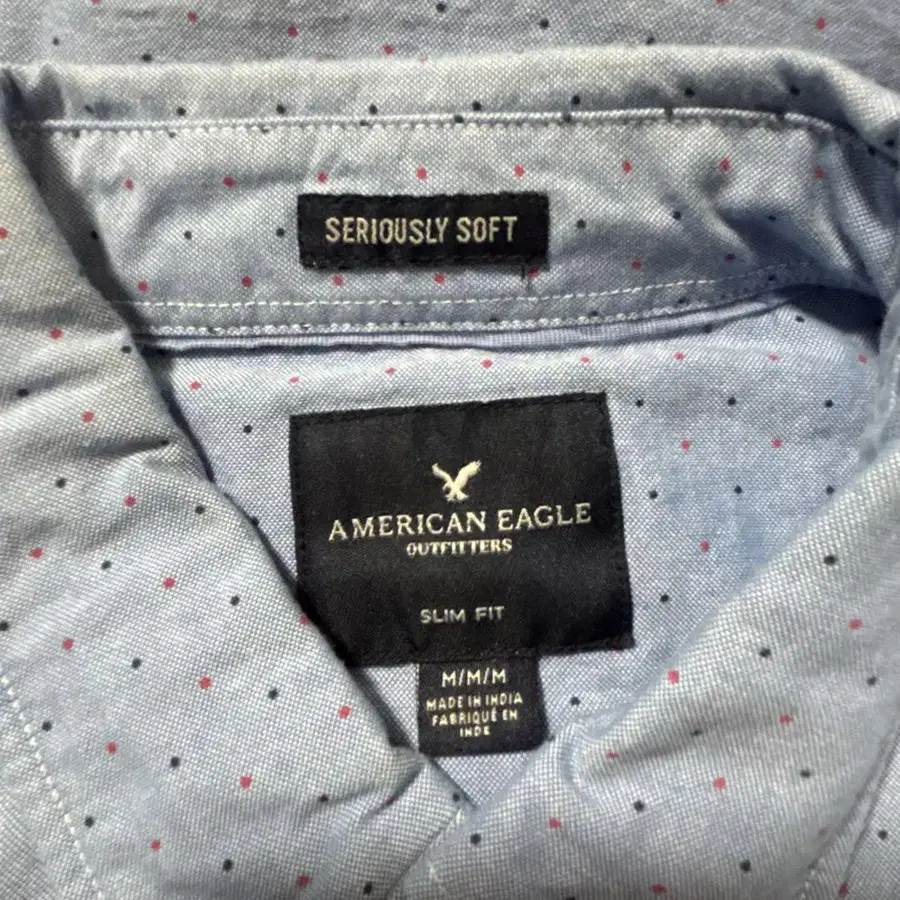 SERIOUSLY SOFT
AMERICAN EAGLE
OUTFITTERS
SLIM FIT
M/M/M
MADE IN INDIA
FABRIQUÉ EN
INDE